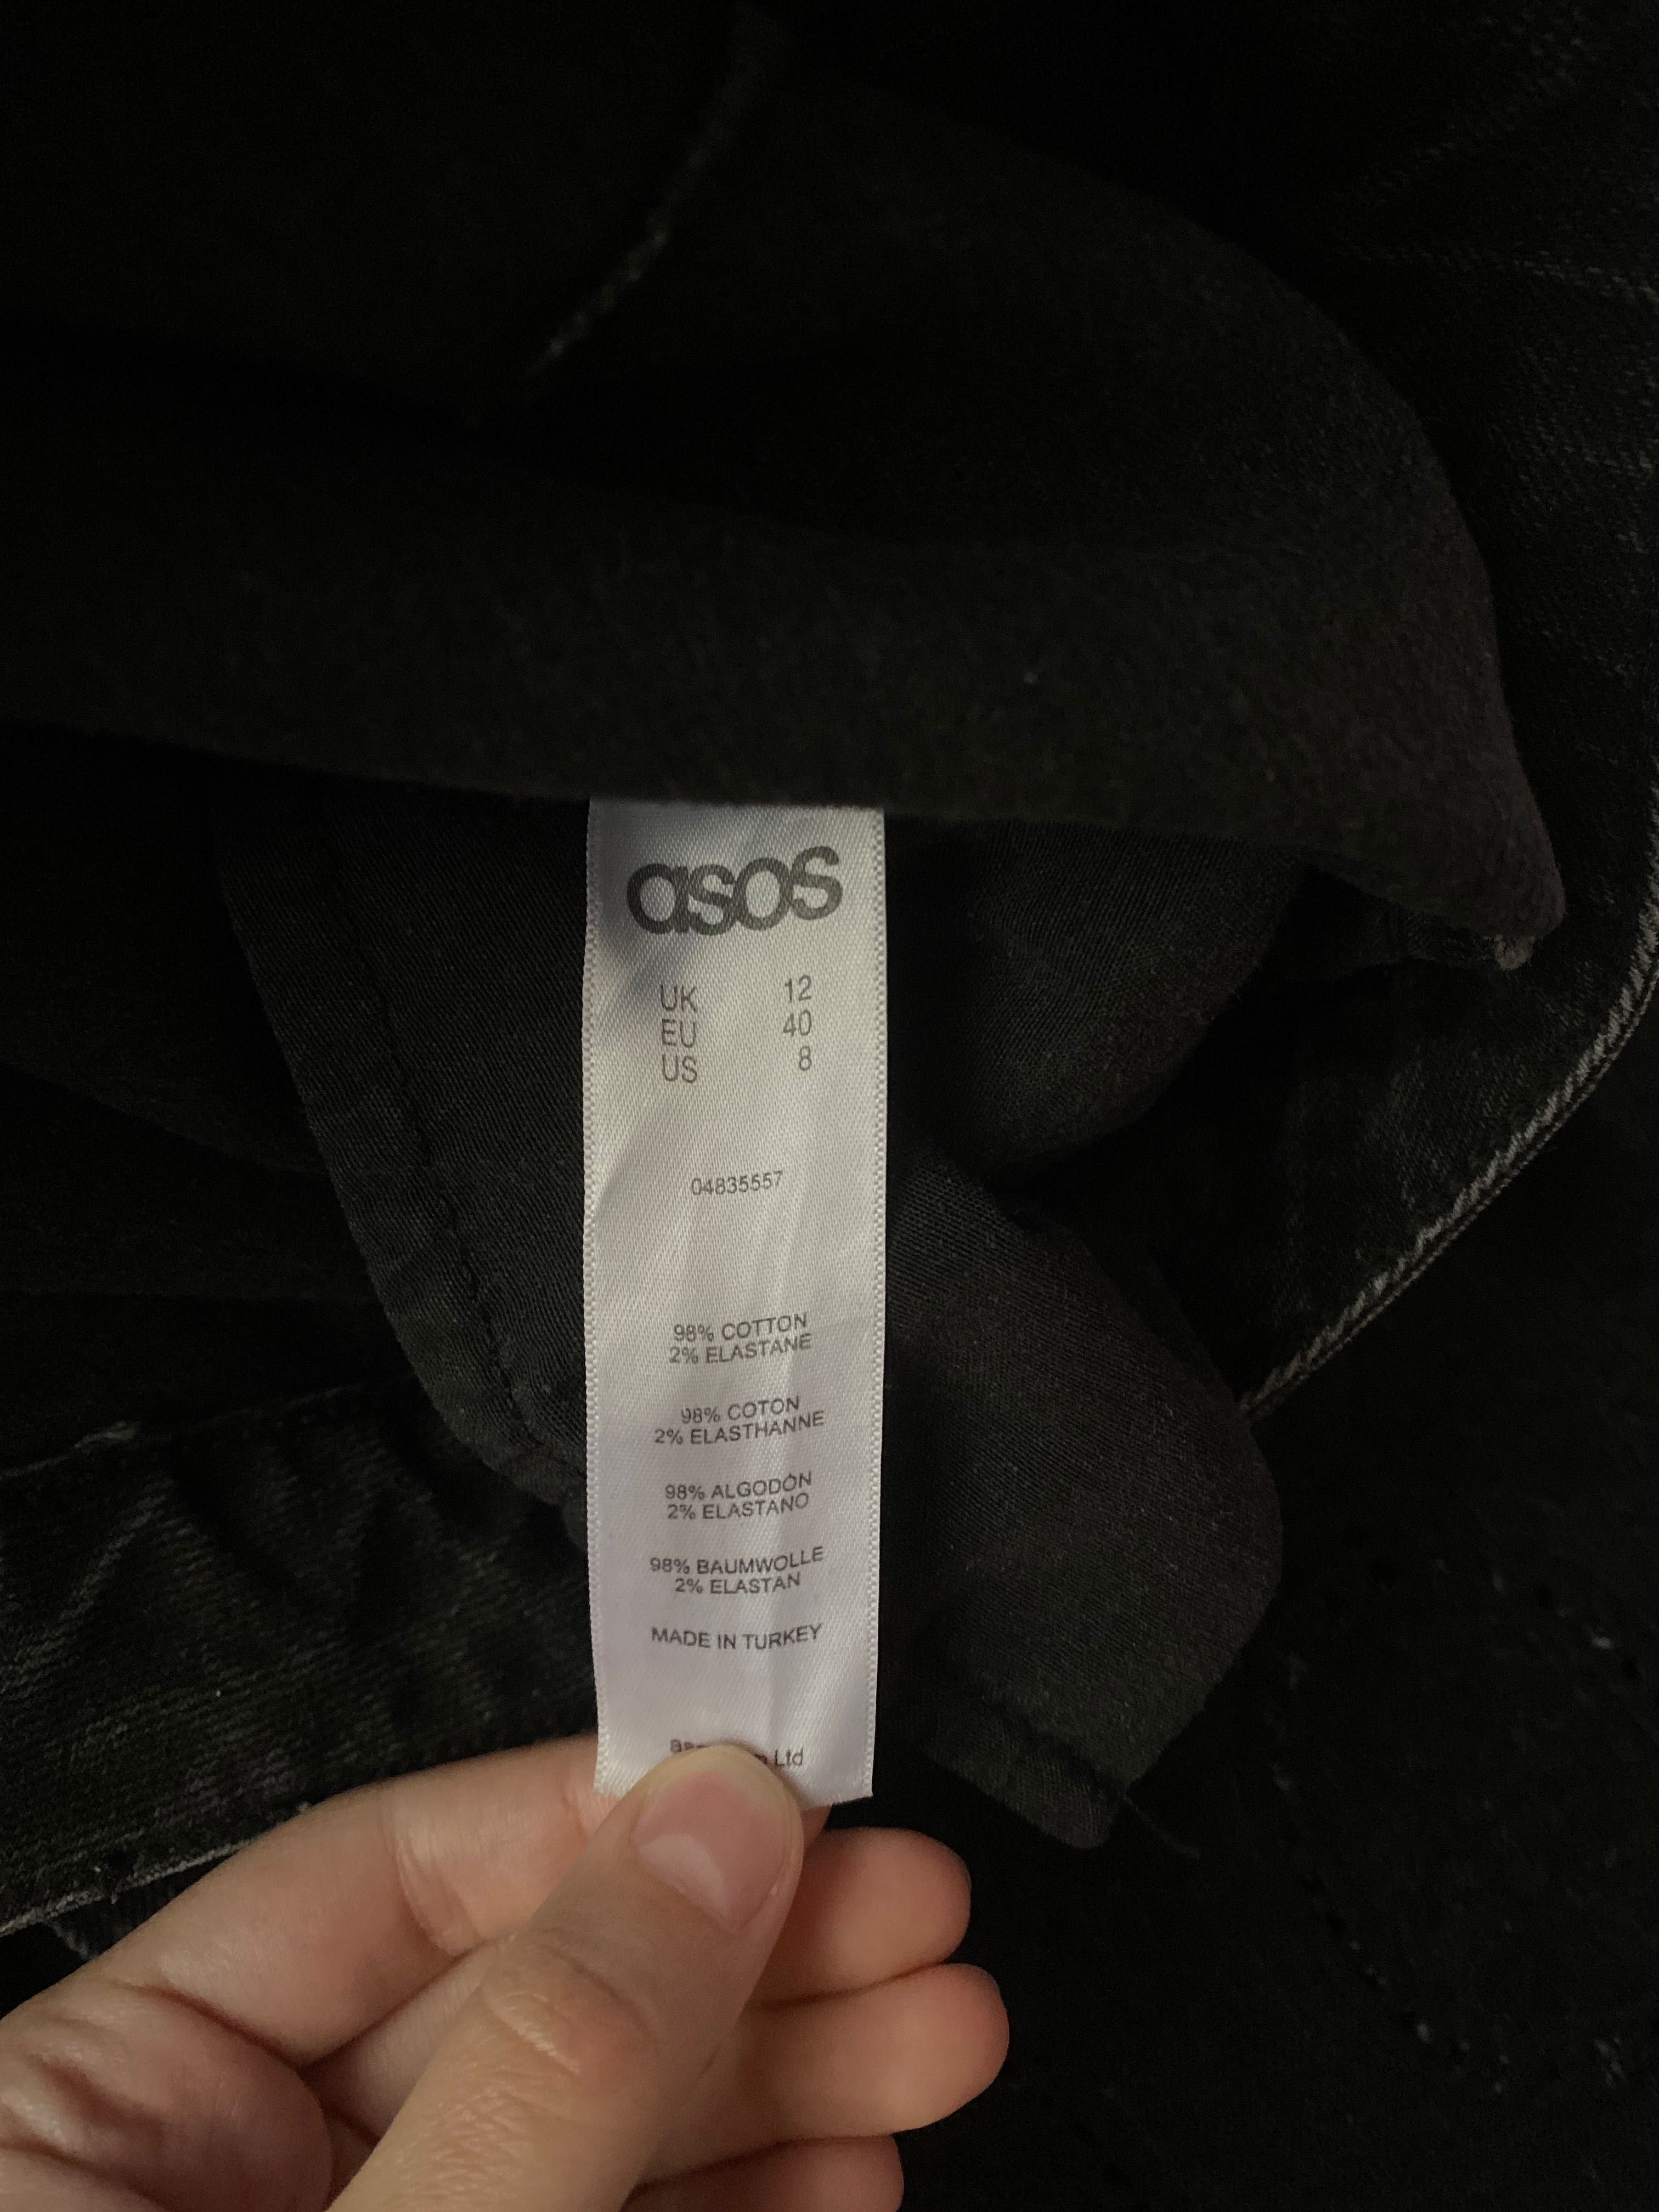 asos
UK 12
EU 40
US 8
04835557
98% COTTON
2% ELASTANE
98% COTON
2% ELASTHANNE
98% ALGODÓN
2% ELASTANO
98% BAUMWOLLE
2% ELASTAN
MADE IN TURKEY
Ltd